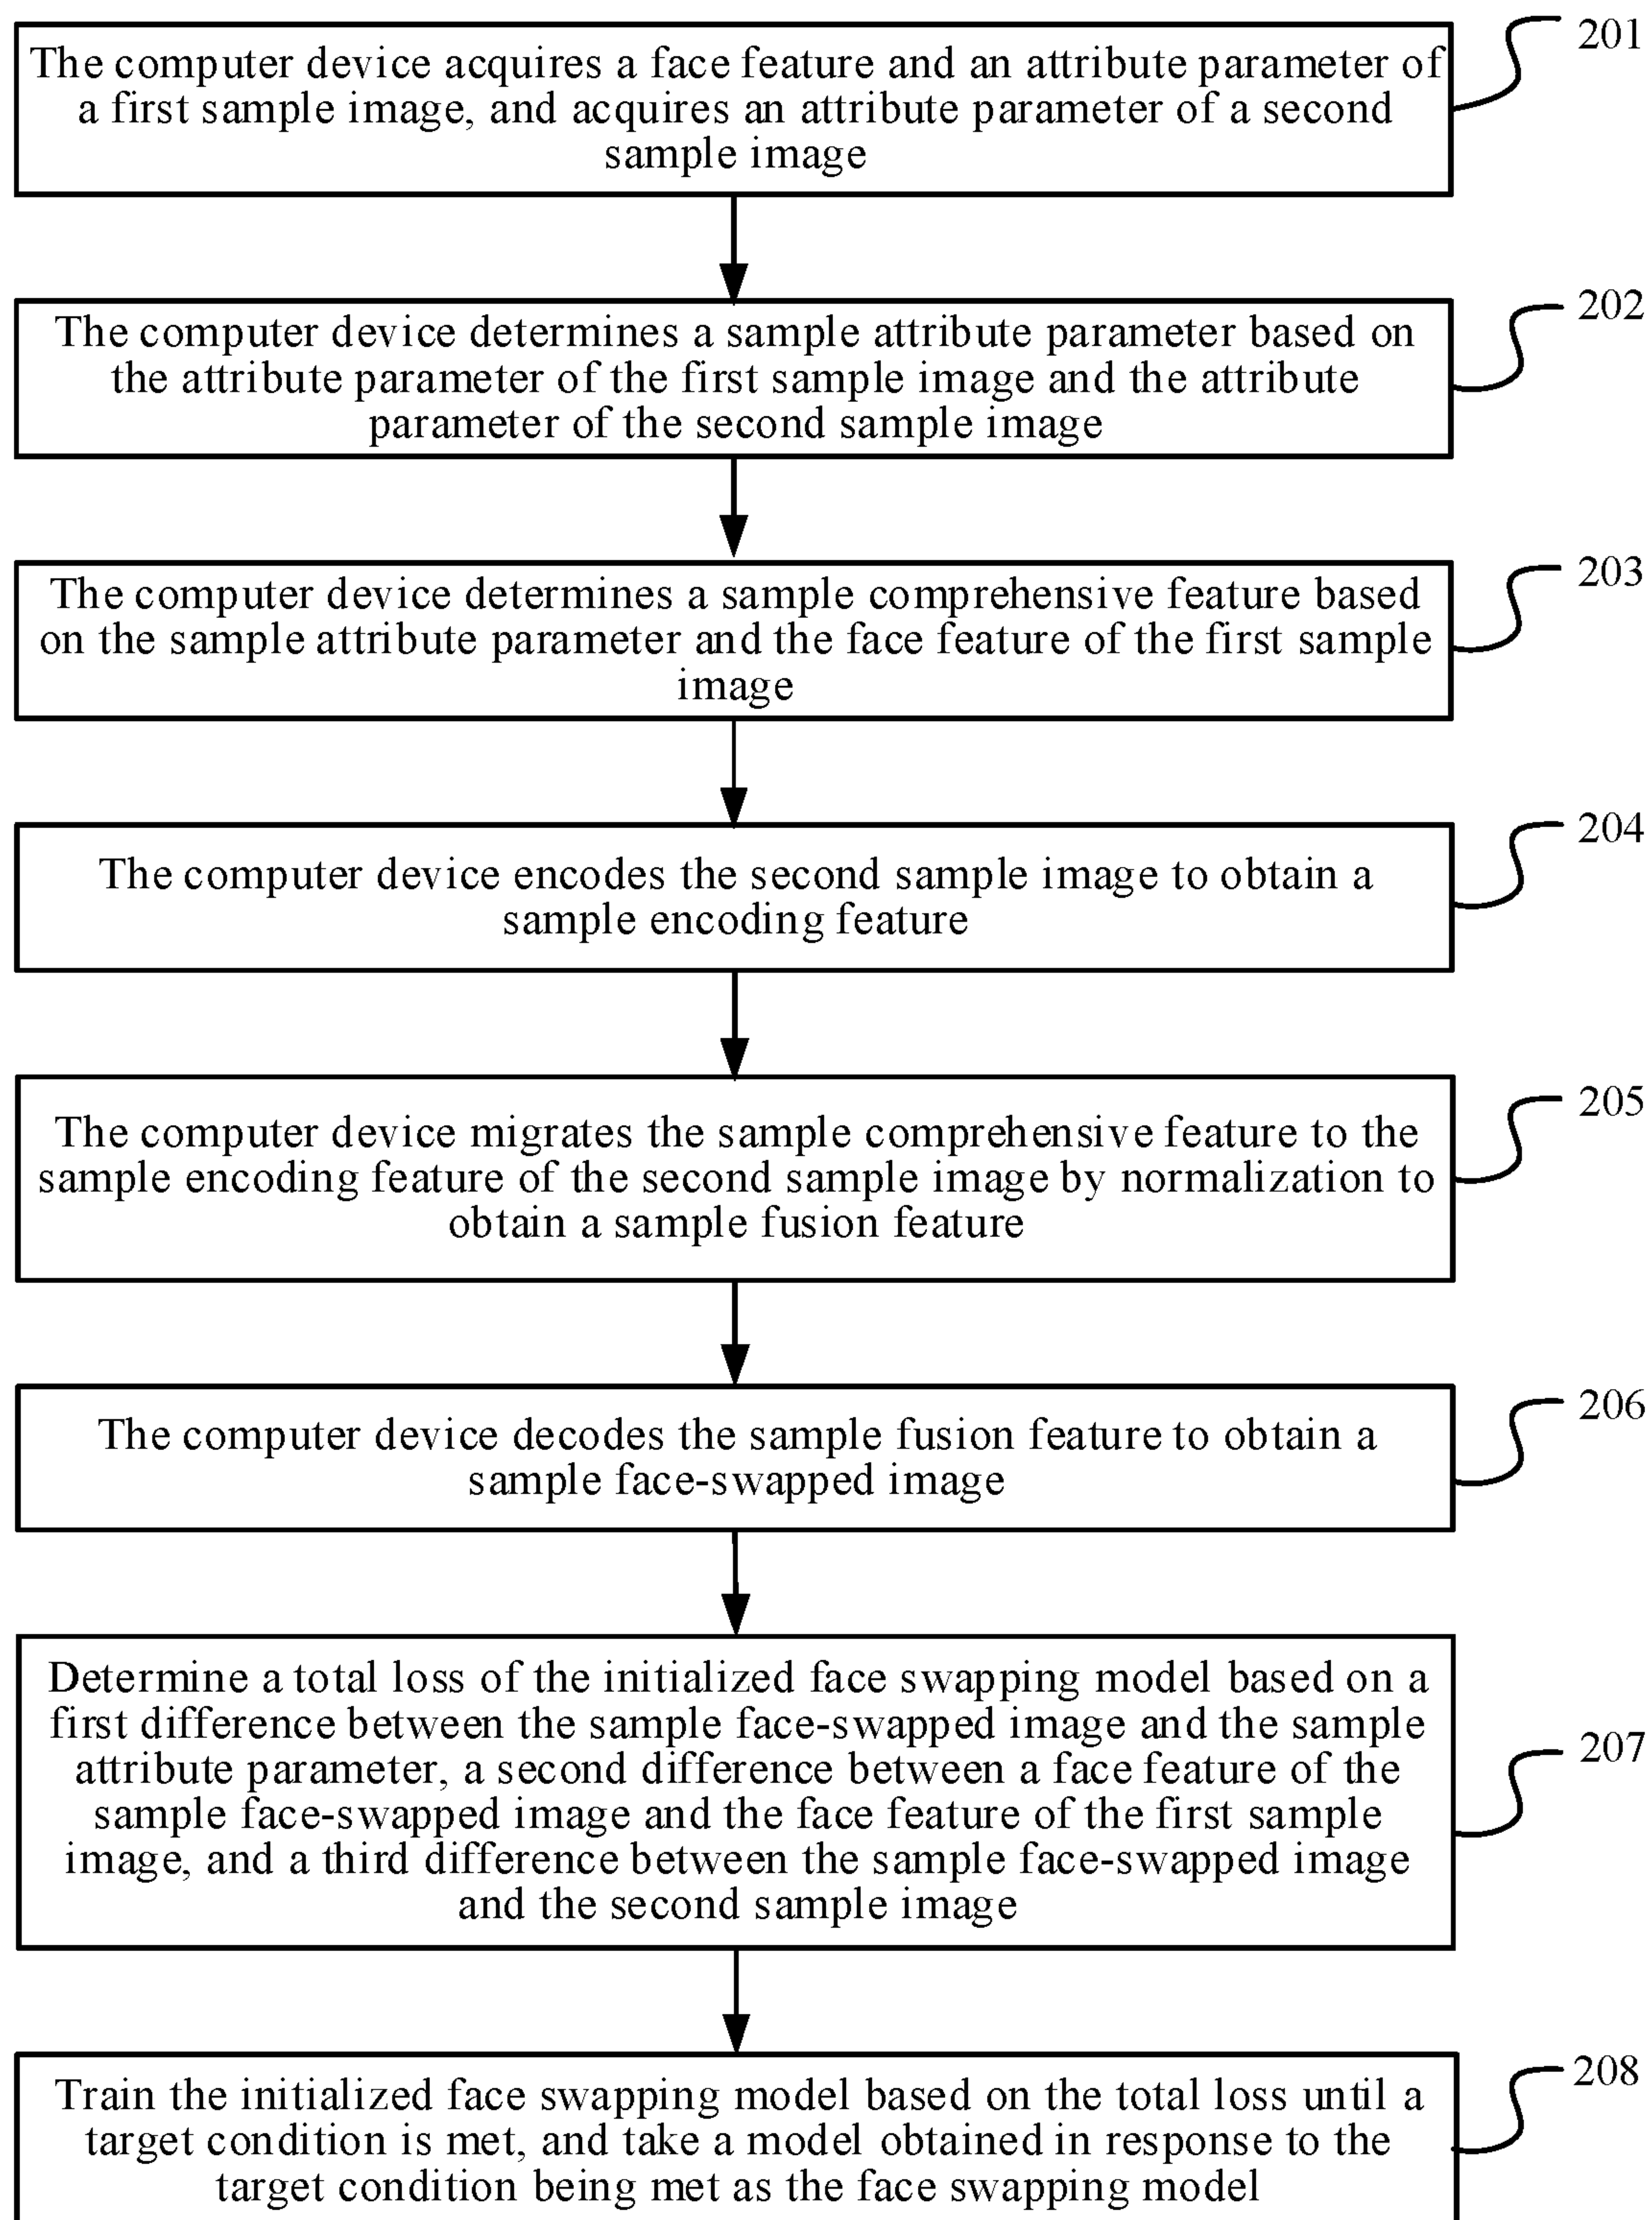 201
The computer device acquires a face feature and an attribute parameter of
a first sample image, and acquires an attribute parameter of a second
sample image
202
The computer device determines a sample attribute parameter based on
the attribute parameter of the first sample image and the attribute
parameter of the second sample image
203
The computer device determines a sample comprehensive feature based
on the sample attribute parameter and the face feature of the first sample
image
204
The computer device encodes the second sample image to obtain a
sample encoding feature
205
The computer device migrates the sample comprehensive feature to the
sample encoding feature of the second sample image by normalization to
obtain a sample fusion feature
206
The computer device decodes the sample fusion feature to obtain a
sample face-swapped image
207
Determine a total loss of the initialized face swapping model based on a
first difference between the sample face-swapped image and the sample
attribute parameter, a second difference between a face feature of the
sample face-swapped image and the face feature of the first sample
image, and a third difference between the sample face-swapped image
and the second sample image
208
Train the initialized face swapping model based on the total loss until a
target condition is met, and take a model obtained in response to the
target condition being met as the face swapping model